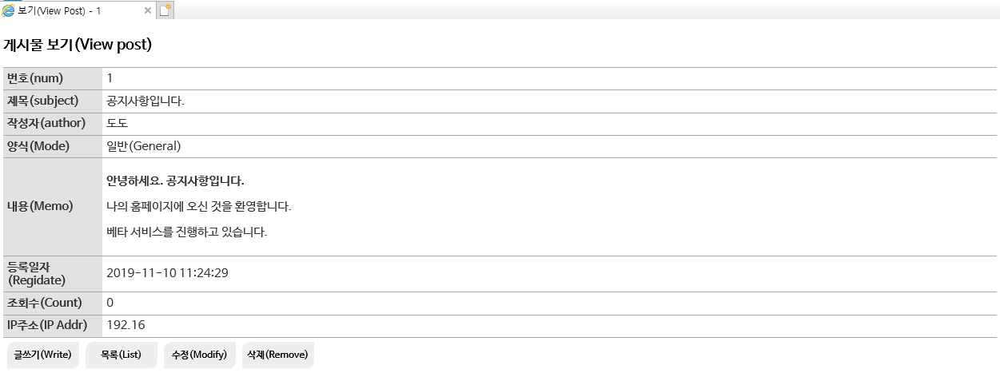 보기(View Post) - 1
게시물 보기(View post)
번호(num) 1
제목(subject) 공지사항입니다.
작성자(author) 도도
양식(Mode) 일반(General)
내용(Memo)
안녕하세요. 공지사항입니다.
나의 홈페이지에 오신 것을 환영합니다.
베타 서비스를 진행하고 있습니다.
등록일자
(Regidate) 2019-11-10 11:24:29
조회수(Count) 0
IP주소(IP Addr) 192.16
글쓰기(Write) 목록(List) 수정(Modify) 삭제(Remove)